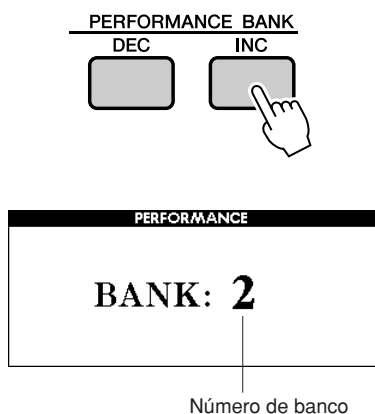 PERFORMANCE BANK
DEC INC
PERFORMANCE
BANK: 2
Número de banco